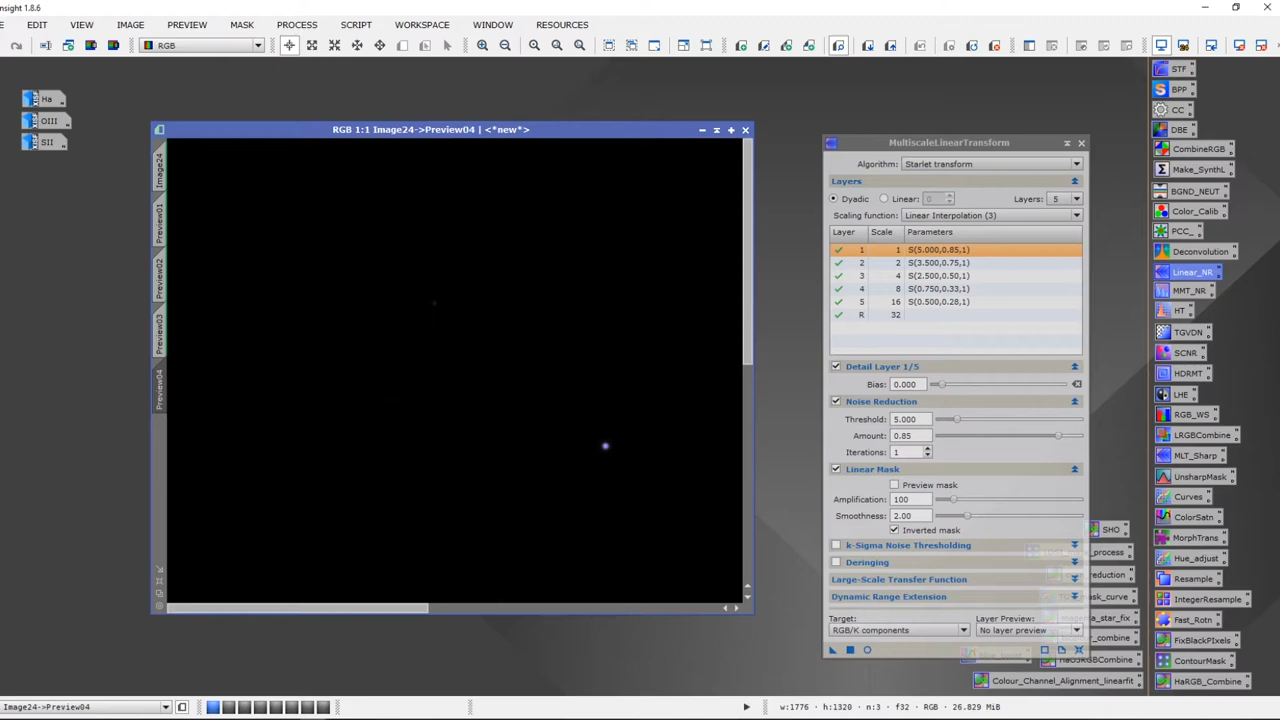 nsight 1.8.6
E EDIT VIEW IMAGE PREVIEW MASK PROCESS SCRIPT WORKSPACE WINDOW RESOURCES
RGB
Ha
OIII
SII
RGB 1:1 Image24->Preview04 | <*new*>
Image24
Preview01
Preview02
Preview03
Preview04
MultiscaleLinearTransform
Algorithm: Starlet transform
Layers
Dyadic Linear: 0 Layers: 5
Scaling function: Linear Interpolation (3)
Layer Scale Parameters
1 1 S(5.000,0.85,1)
2 2 S(3.500,0.75,1)
3 4 S(2.500,0.50,1)
4 8 S(0.750,0.33,1)
5 16 S(0.500,0.28,1)
R 32
Detail Layer 1/5
Bias: 0.000
Noise Reduction
Threshold: 5.000
Amount: 0.85
Iterations: 1
Linear Mask
Preview mask
Amplification: 100
Smoothness: 2.00
Inverted mask
k-Sigma Noise Thresholding
Deringing
Large-Scale Transfer Function
Dynamic Range Extension
Target: Layer Preview:
RGB/K components No layer preview
STF
BPP
CC
DBE
CombineRGB
Make_SynthL
BGND_NEUT
Color_Calib
PCC_
Deconvolution
Linear_NR
MMT_NR
HT
TGVDN
SCNR
HDRMT
LHE
RGB_WS
LRGBCombine
MLT_Sharp
UnsharpMask
Curves
ColorSatn
MorphTrans
Hue_adjust
Resample
IntegerResample
Fast_Rotn
FixBlackPIxels
ContourMask
HaRGB_Combine
SHO
_process
reduction
mask_curve
magenta_star_fix
_combine
HaO3RGBCombine
Colour_Channel_Alignment_linearfit
Image24->Preview04
w:1776 · h:1320 · n:3 · f32 · RGB · 26.829 MiB